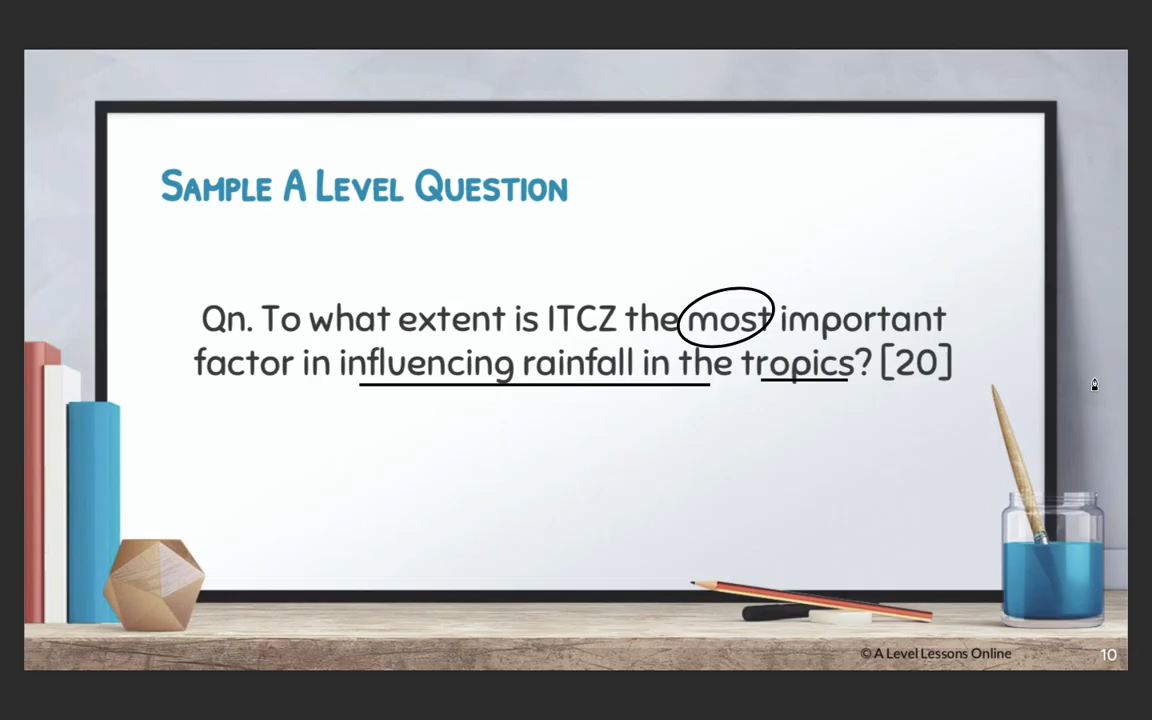 Sample A Level Question
Qn. To what extent is ITCZ the most important
factor in influencing rainfall in the tropics? [20]
© A Level Lessons Online
10